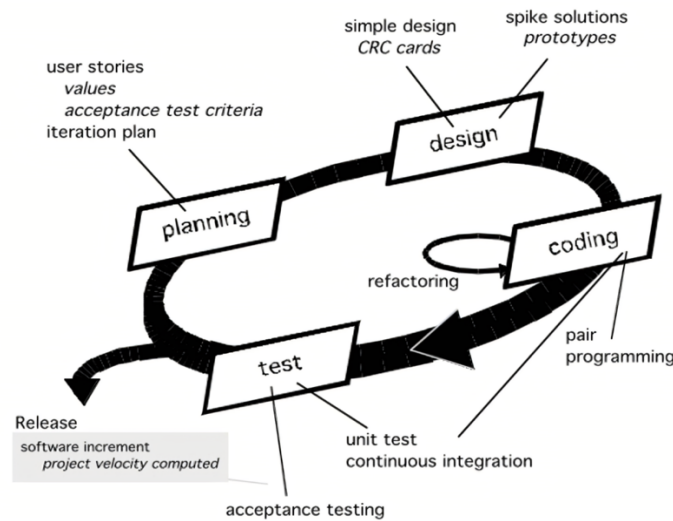 simple design
CRC cards
spike solutions
prototypes
user stories
values
acceptance test criteria
iteration plan
design
planning
coding
refactoring
test
pair
programming
Release
software increment
project velocity computed
unit test
continuous integration
acceptance testing